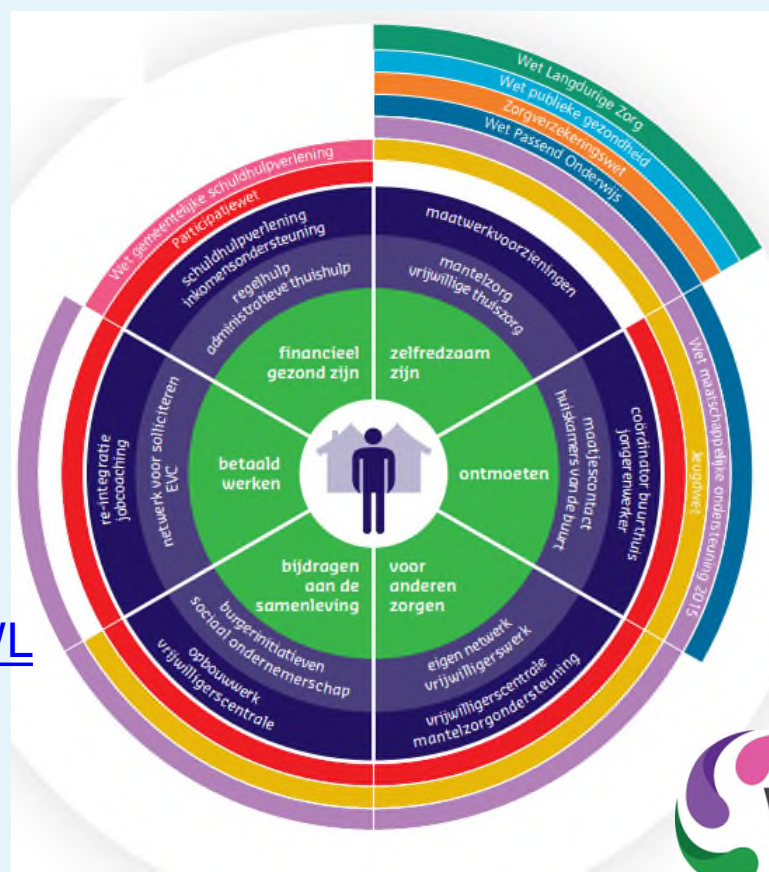 Wet Langdurige Zorg
Wet publieke gezondheid
Zorgverzekeringswet
Wet Passend Onderwijs
Wet gemeentelijke schuldhulpverlening
Participatiewet
schuldhulpverlening
inkomensondersteuning
regelhulp
administratieve thuishulp
financieel
gezond zijn
maatwerkvoorzieningen
mantelzorg
vrijwillige thuiszorg
zelfredzaam
zijn
Wet maatschappelijke ondersteuning 2015
Jeugdwet
coördinator buurthuis
jongerenwerker
maatjescontact
huiskamers van de buurt
ontmoeten
re-integratie
jobcoaching
netwerk voor solliciteren
EVC
betaald
werken
bijdragen
aan de
samenleving
burgerinitiatieven
sociaal ondernemerschap
opbouwwerk
vrijwilligerscentrale
voor
anderen
zorgen
eigen netwerk
vrijwilligerswerk
vrijwilligerscentrale
mantelzorgondersteuning